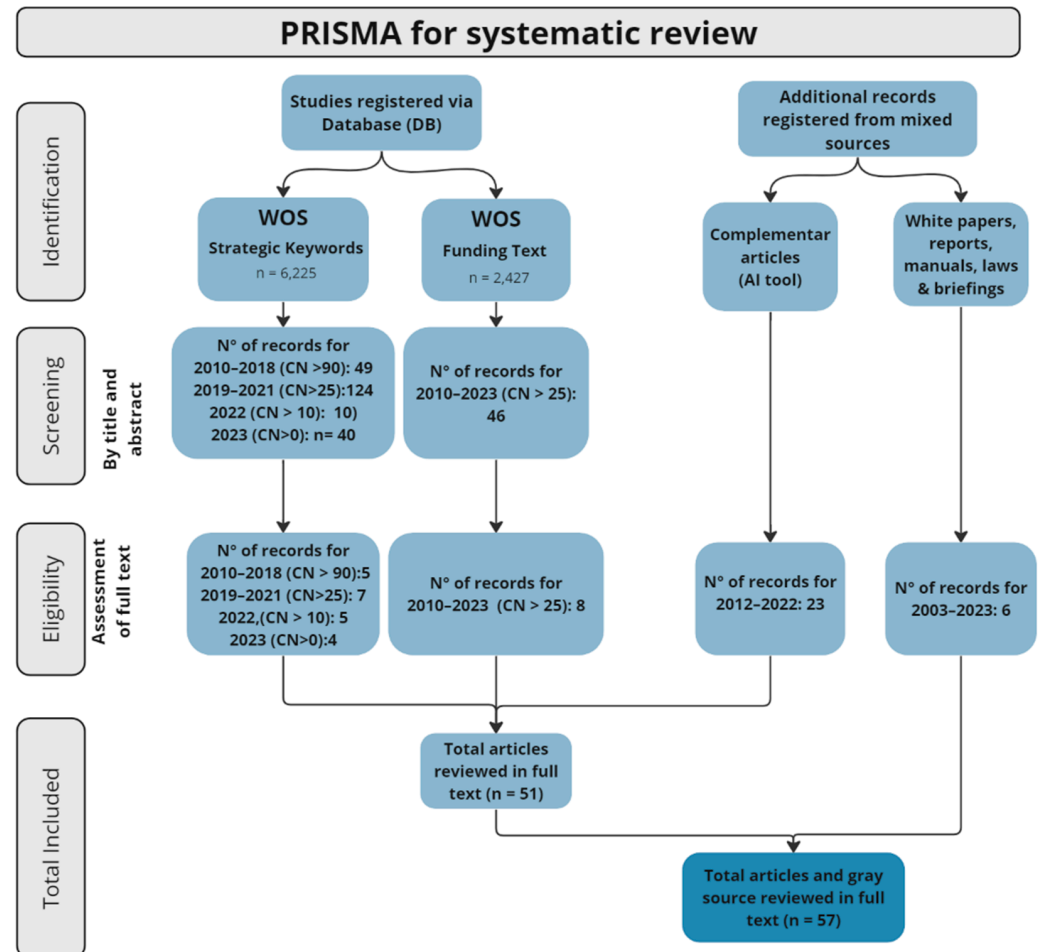 PRISMA for systematic review
Identification
Studies registered via
Database (DB)
Additional records
registered from mixed
sources
WOS
Strategic Keywords
n = 6,225
WOS
Funding Text
n = 2,427
Complementar
articles
(AI tool)
White papers,
reports,
manuals, laws
& briefings
Screening
By title and
abstract
N° of records for
2010–2018 (CN >90): 49
2019–2021 (CN>25):124
2022 (CN > 10):  10)
2023 (CN>0): n= 40
N° of records for
2010–2023 (CN > 25):
46
Eligibility
Assessment
of full text
N° of records for
2010–2018 (CN > 90):5
2019–2021 (CN>25): 7
2022,(CN > 10): 5
2023 (CN>0):4
N° of records for
2010–2023  (CN > 25): 8
N° of records for
2012–2022: 23
N° of records for
2003–2023: 6
Total Included
Total articles
reviewed in full
text (n = 51)
Total articles and gray
source reviewed in full
text (n = 57)